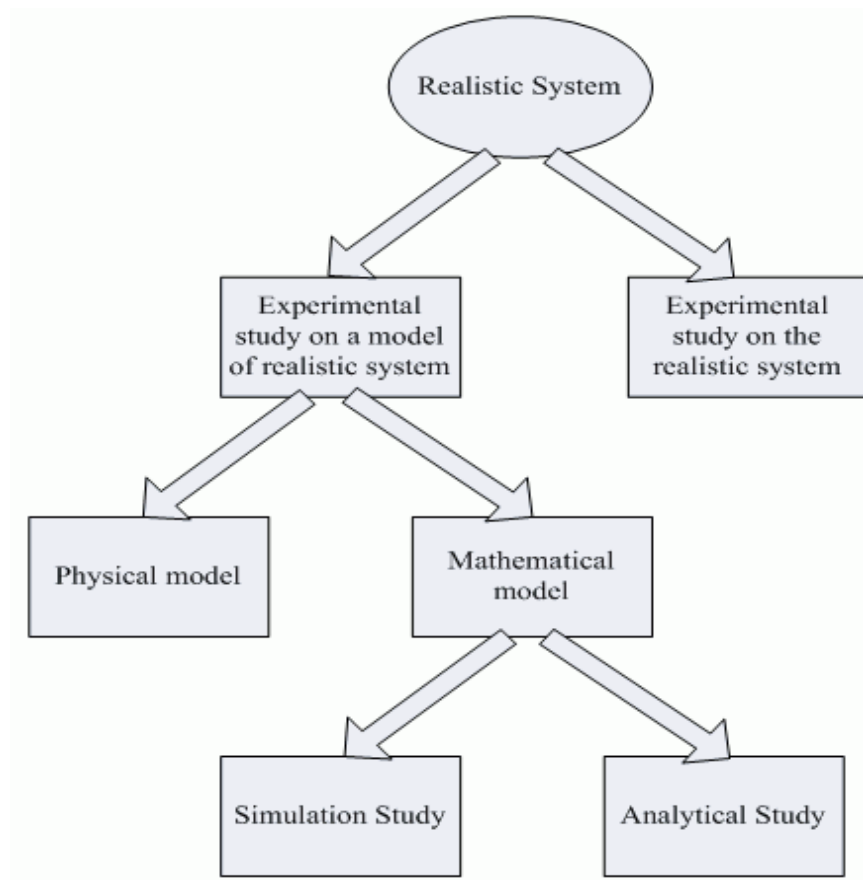 Realistic System
Experimental
study on a model
of realistic system
Experimental
study on the
realistic system
Physical model
Mathematical
model
Simulation Study
Analytical Study